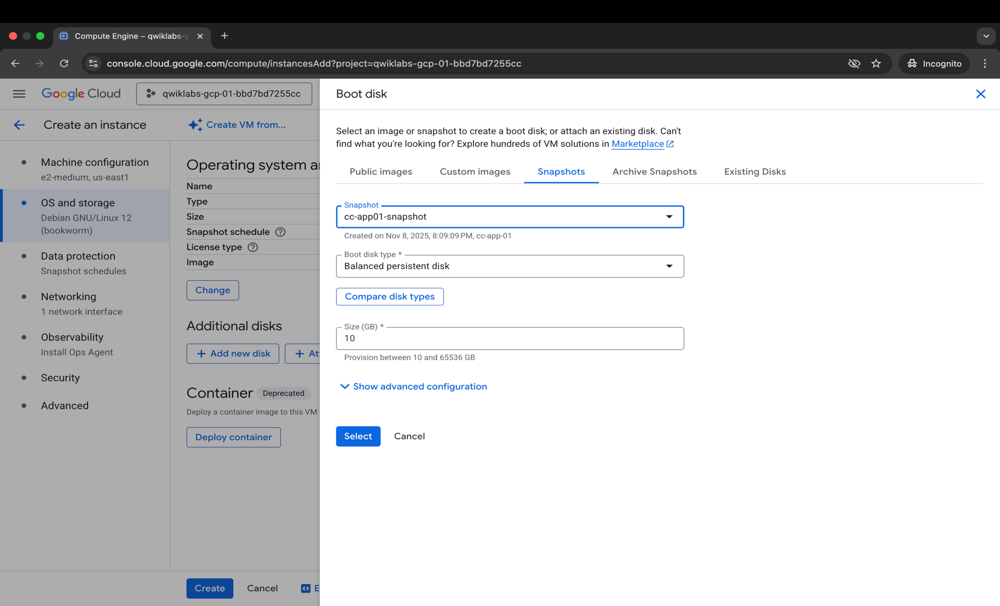 Compute Engine – qwiklabs-g
console.cloud.google.com/compute/instancesAdd?project=qwiklabs-gcp-01-bbd7bd7255cc
Incognito
Google Cloud
qwiklabs-gcp-01-bbd7bd7255cc
Create an instance
Create VM from...
Machine configuration
e2-medium, us-east1
OS and storage
Debian GNU/Linux 12
(bookworm)
Data protection
Snapshot schedules
Networking
1 network interface
Observability
Install Ops Agent
Security
Advanced
Operating system a
Name
Type
Size
Snapshot schedule
License type
Image
Change
Additional disks
+ Add new disk
+ At
Container Deprecated
Deploy a container image to this VM
Deploy container
Create Cancel E
Boot disk
Select an image or snapshot to create a boot disk; or attach an existing disk. Can't
find what you're looking for? Explore hundreds of VM solutions in Marketplace
Public images Custom images Snapshots Archive Snapshots Existing Disks
Snapshot
cc-app01-snapshot
Created on Nov 8, 2025, 8:09:09 PM, cc-app-01
Boot disk type *
Balanced persistent disk
Compare disk types
Size (GB) *
10
Provision between 10 and 65536 GB
Show advanced configuration
Select Cancel